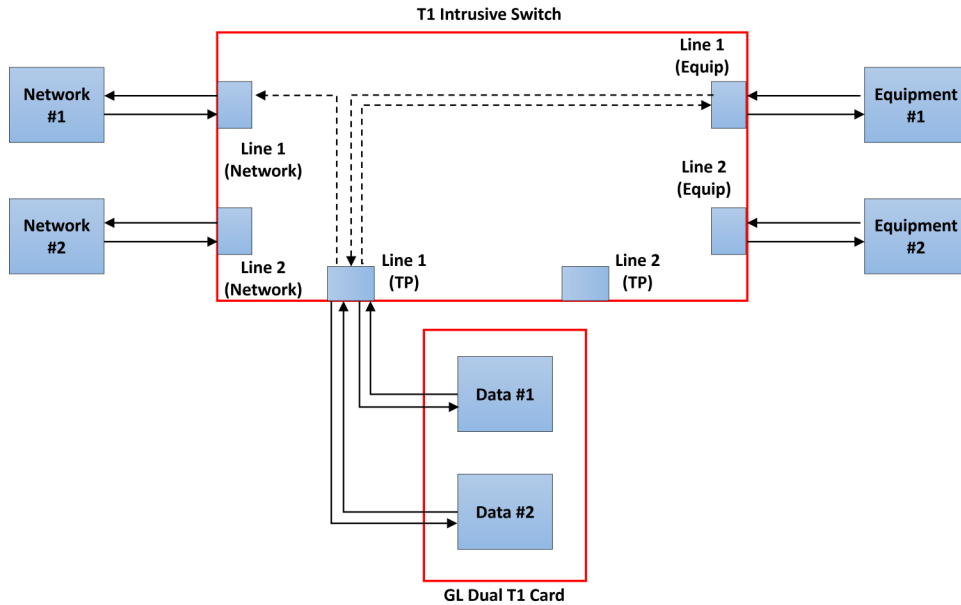 T1 Intrusive Switch
Network
#1
Line 1
(Network)
Line 1
(Equip)
Equipment
#1
Network
#2
Line 2
(Network)
Line 2
(Equip)
Equipment
#2
Line 1
(TP)
Line 2
(TP)
Data #1
Data #2
GL Dual T1 Card